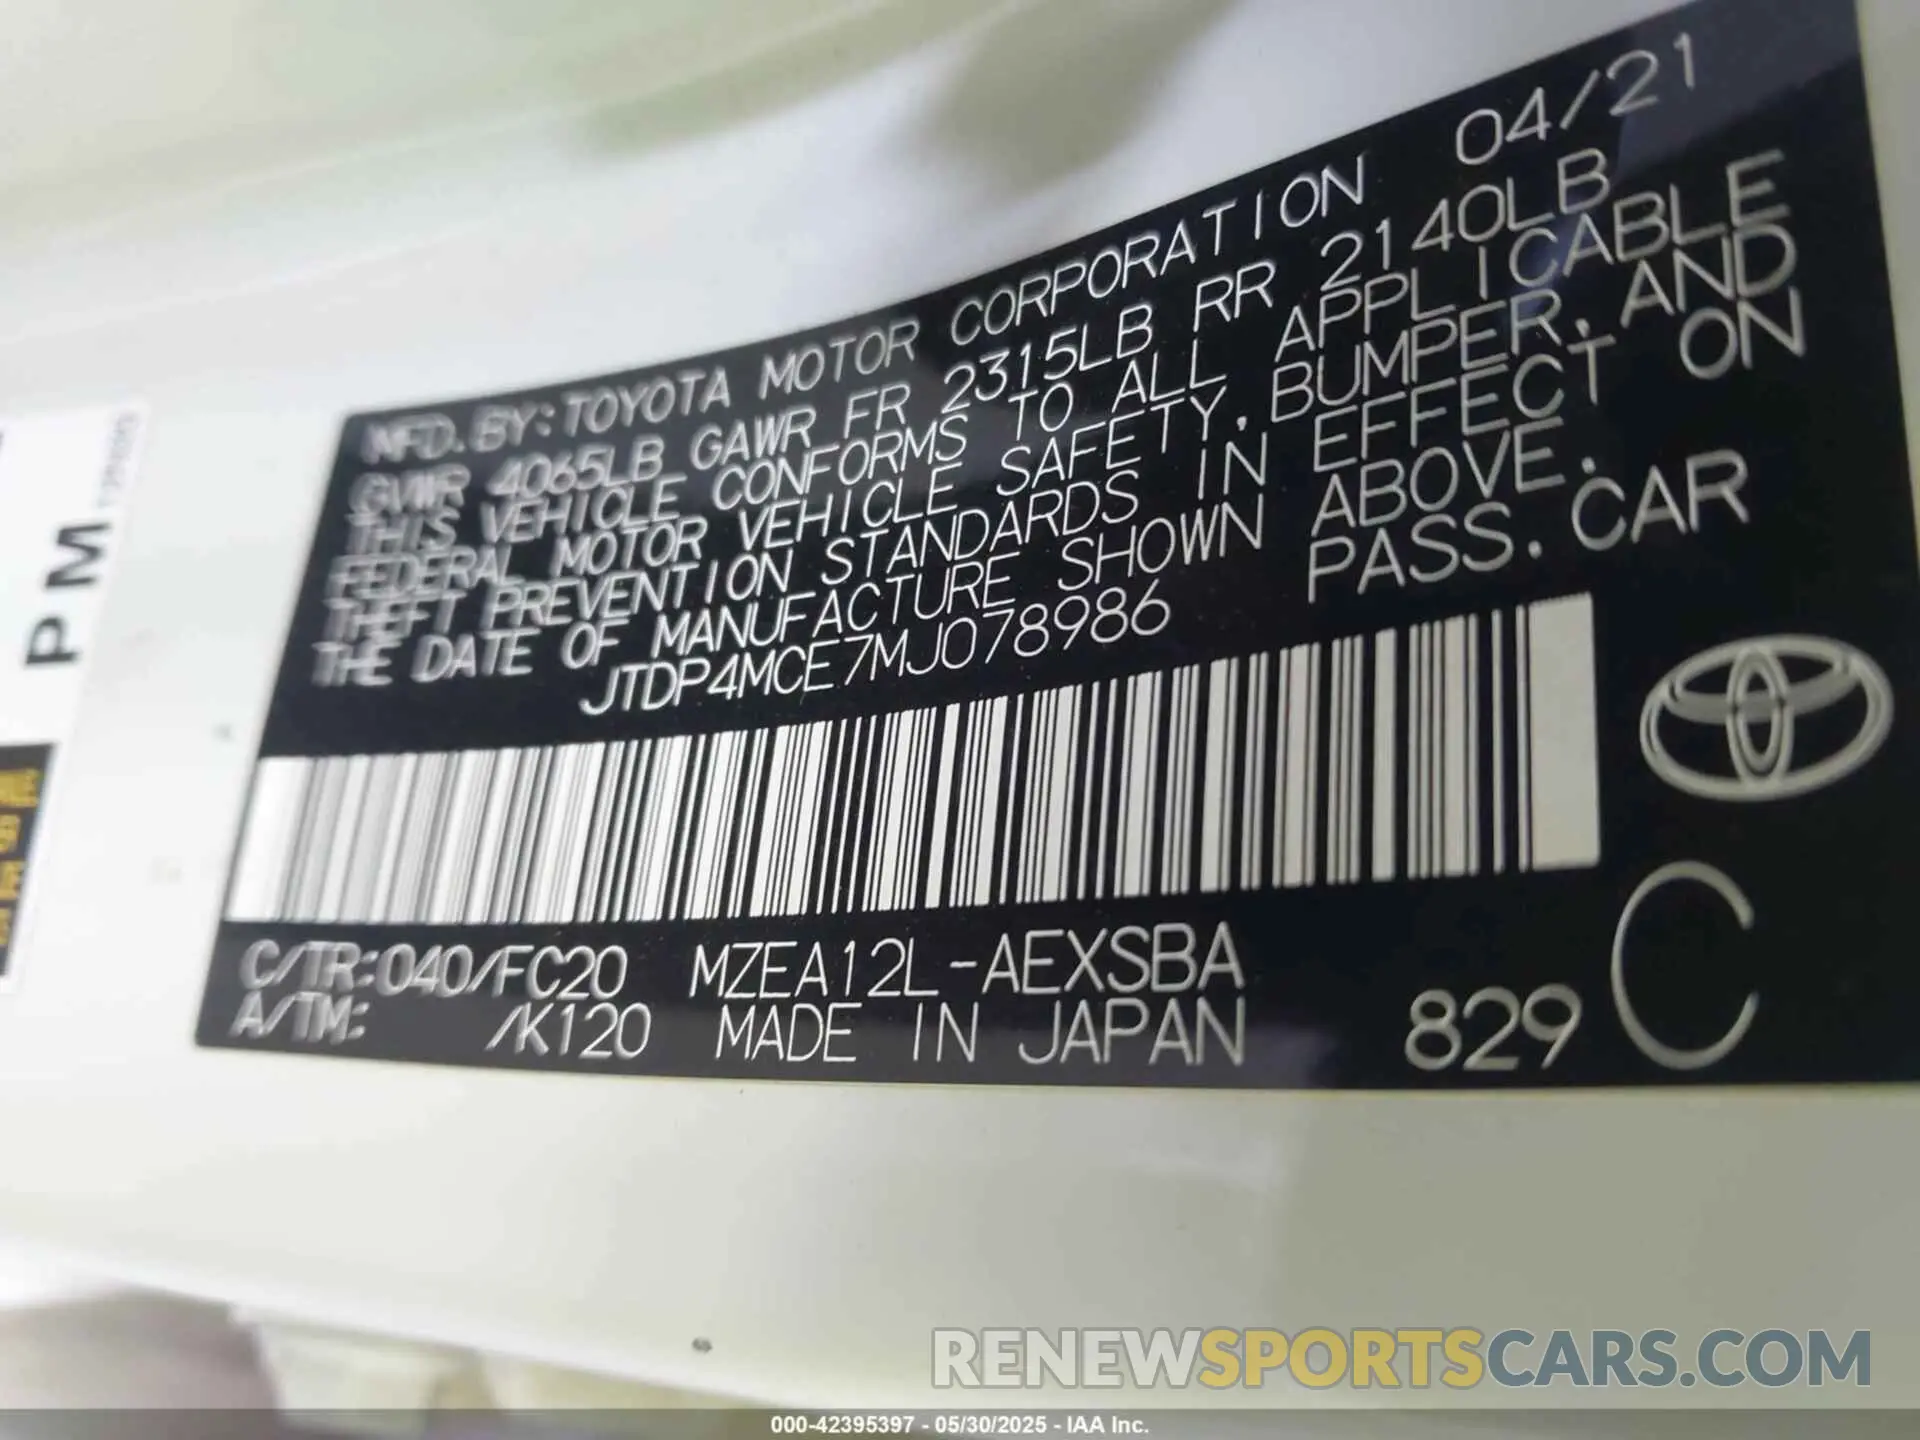 MFD. BY: TOYOTA MOTOR CORPORATION 04/21
GVWR 4065LB GAWR FR 2315LB RR 2140LB
THIS VEHICLE CONFORMS TO ALL APPLICABLE
FEDERAL MOTOR VEHICLE SAFETY, BUMPER, AND
THEFT PREVENTION STANDARDS IN EFFECT ON
THE DATE OF MANUFACTURE SHOWN ABOVE.
JTDP4MCE7MJ078986 PASS. CAR
C/TR:040/FC20 MZEA12L-AEXSBA
A/TM: /K120 MADE IN JAPAN 829 C
PM
RENEWSPORTSCARS.COM
000-42395397 - 05/30/2025 - IAA Inc.